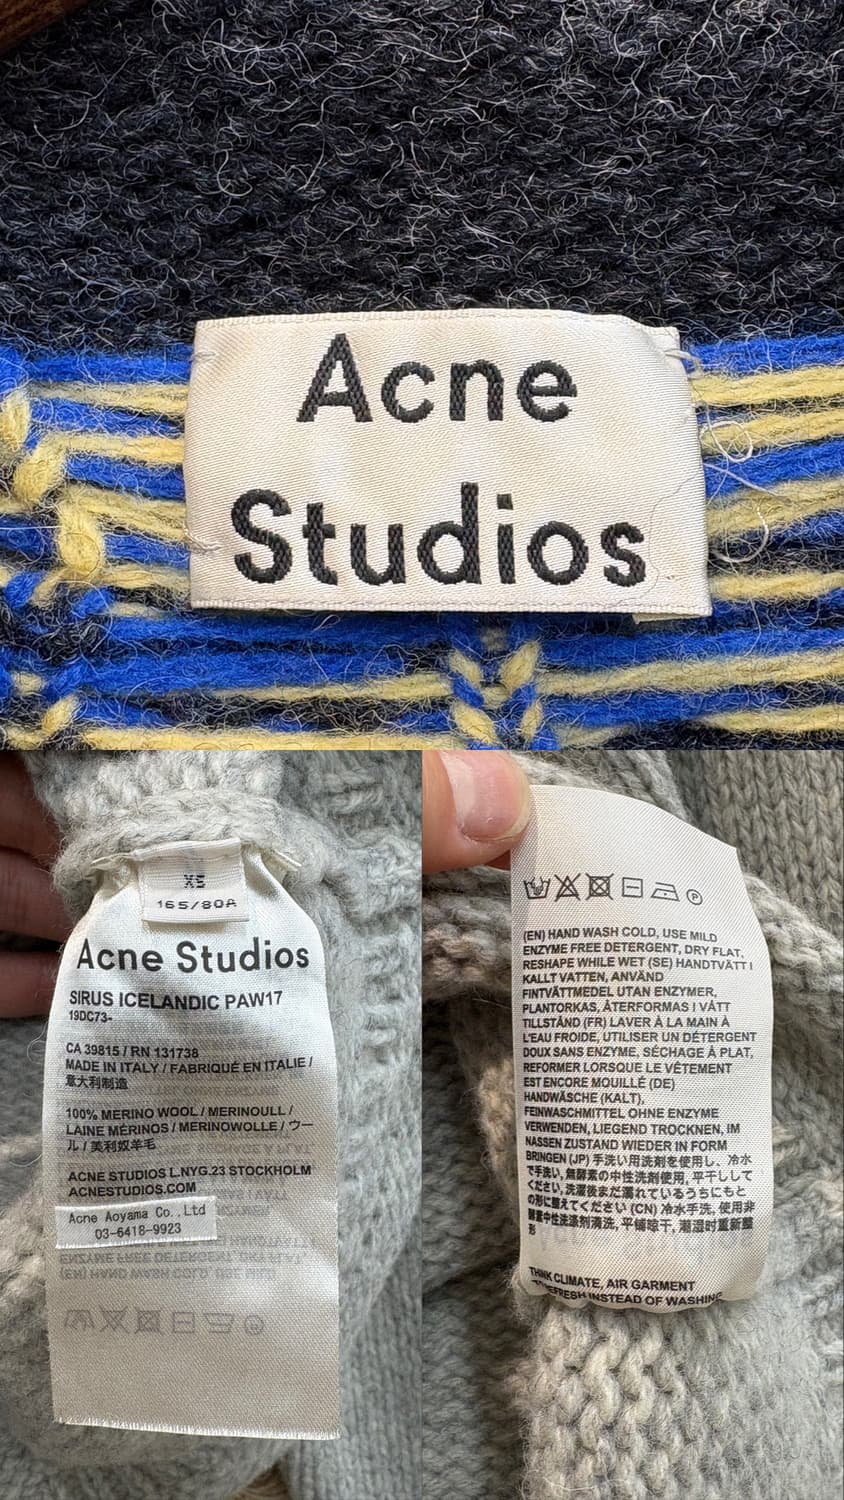 Acne
Studios
XS
165/80A
Acne Studios
SIRUS ICELANDIC PAW17
19DC73-
CA 39815 / RN 131738
MADE IN ITALY / FABRIQUÉ EN ITALIE /
意大利制造
100% MERINO WOOL / MERINOULL /
LAINE MÉRINOS / MERINOWOLLE / ウー
ル / 美利奴羊毛
ACNE STUDIOS L.NYG.23 STOCKHOLM
ACNESTUDIOS.COM
Acne Aoyama Co.,Ltd
03-6418-9923
(EN) HAND WASH COLD, USE MILD
ENZYME FREE DETERGENT, DRY FLAT,
RESHAPE WHILE WET (SE) HANDTVÄTT I
KALLT VATTEN, ANVÄND
FINTVÄTTMEDEL UTAN ENZYMER,
PLANTORKAS, ÅTERFORMAS I VÅTT
TILLSTÅND (FR) LAVER À LA MAIN À
L'EAU FROIDE, UTILISER UN DÉTERGENT
DOUX SANS ENZYME, SÉCHAGE À PLAT,
REFORMER LORSQUE LE VÊTEMENT
EST ENCORE MOUILLÉ (DE)
HANDWÄSCHE (KALT),
FEINWASCHMITTEL OHNE ENZYME
VERWENDEN, LIEGEND TROCKNEN, IM
NASSEN ZUSTAND WIEDER IN FORM
BRINGEN (JP) 手洗い用洗剤を使用し、冷水
で手洗い, 無酵素の中性洗剤使用, 平干しして
ください, 洗濯後まだ濡れているうちにもと
の形に整えてください (CN) 冷水手洗, 使用非
酵素中性洗涤剂清洗, 平铺晾干, 潮湿时重新整
形
THINK CLIMATE, AIR GARMENT
REFRESH INSTEAD OF WASHING